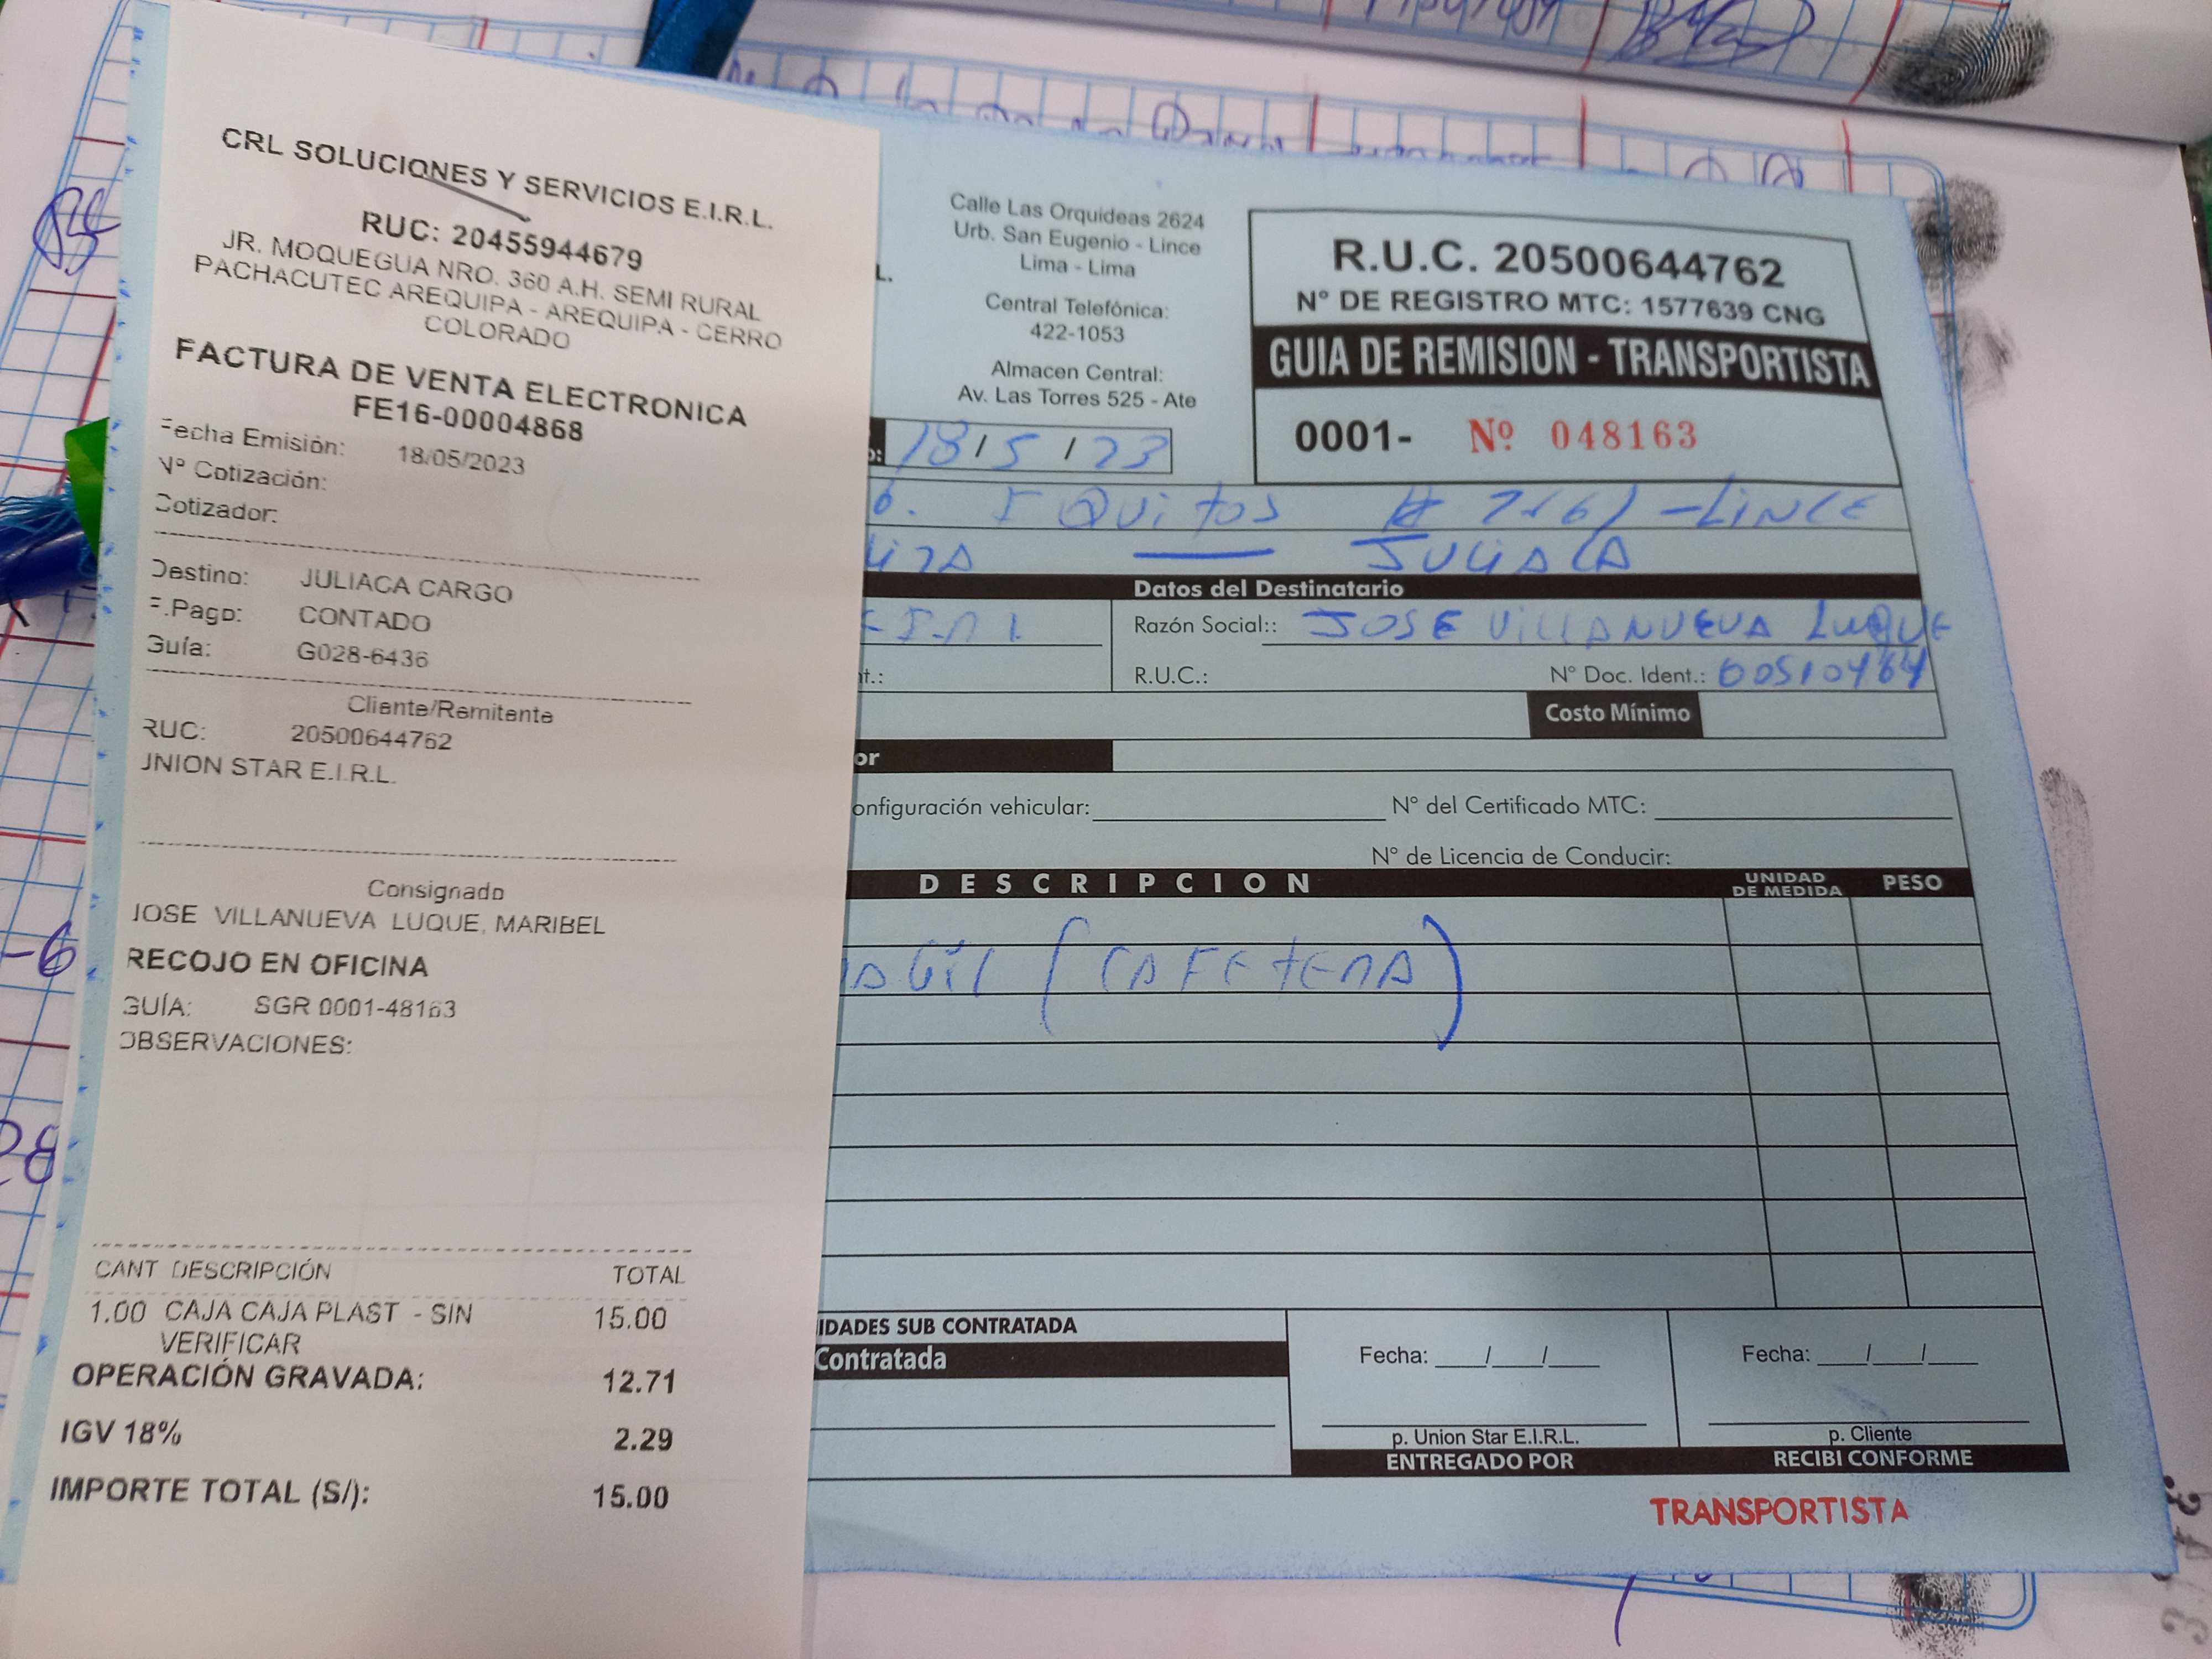 CRL SOLUCIONES Y SERVICIOS E.I.R.L.
RUC: 20455944679
JR. MOQUEGUA NRO. 360 A.H. SEMI RURAL
PACHACUTEC AREQUIPA - AREQUIPA - CERRO
COLORADO
FACTURA DE VENTA ELECTRONICA
FE16-00004868
Fecha Emisión: 18/05/2023
Nº Cotización:
Cotizador:
Destino: JULIACA CARGO
F.Pago: CONTADO
Guía: G028-6436
Cliente/Remitente
RUC: 20500644762
UNION STAR E.I.R.L.
Consignado
JOSE VILLANUEVA LUQUE, MARIBEL
RECOJO EN OFICINA
GUÍA: SGR 0001-48163
OBSERVACIONES:
CANT DESCRIPCIÓN TOTAL
1.00 CAJA CAJA PLAST - SIN 15.00
VERIFICAR
OPERACIÓN GRAVADA: 12.71
IGV 18% 2.29
IMPORTE TOTAL (S/): 15.00
L.
Calle Las Orquideas 2624
Urb. San Eugenio - Lince
Lima - Lima
Central Telefónica:
422-1053
Almacen Central:
Av. Las Torres 525 - Ate
R.U.C. 20500644762
N° DE REGISTRO MTC: 1577639 CNG
GUIA DE REMISION - TRANSPORTISTA
0001- Nº 048163
o: 18/5/23
IQUITOS # - LINCE
— JULIACA
Datos del Destinatario
Razón Social:: JOSE VILLANUEVA LUQUE
t.: R.U.C.: N° Doc. Ident.:
Costo Mínimo
or
onfiguración vehicular: N° del Certificado MTC:
N° de Licencia de Conducir:
DESCRIPCION UNIDAD DE MEDIDA PESO
AGIL (CAFETERA)
IDADES SUB CONTRATADA
Contratada
Fecha: / /
p. Union Star E.I.R.L.
ENTREGADO POR
Fecha: / /
p. Cliente
RECIBI CONFORME
TRANSPORTISTA